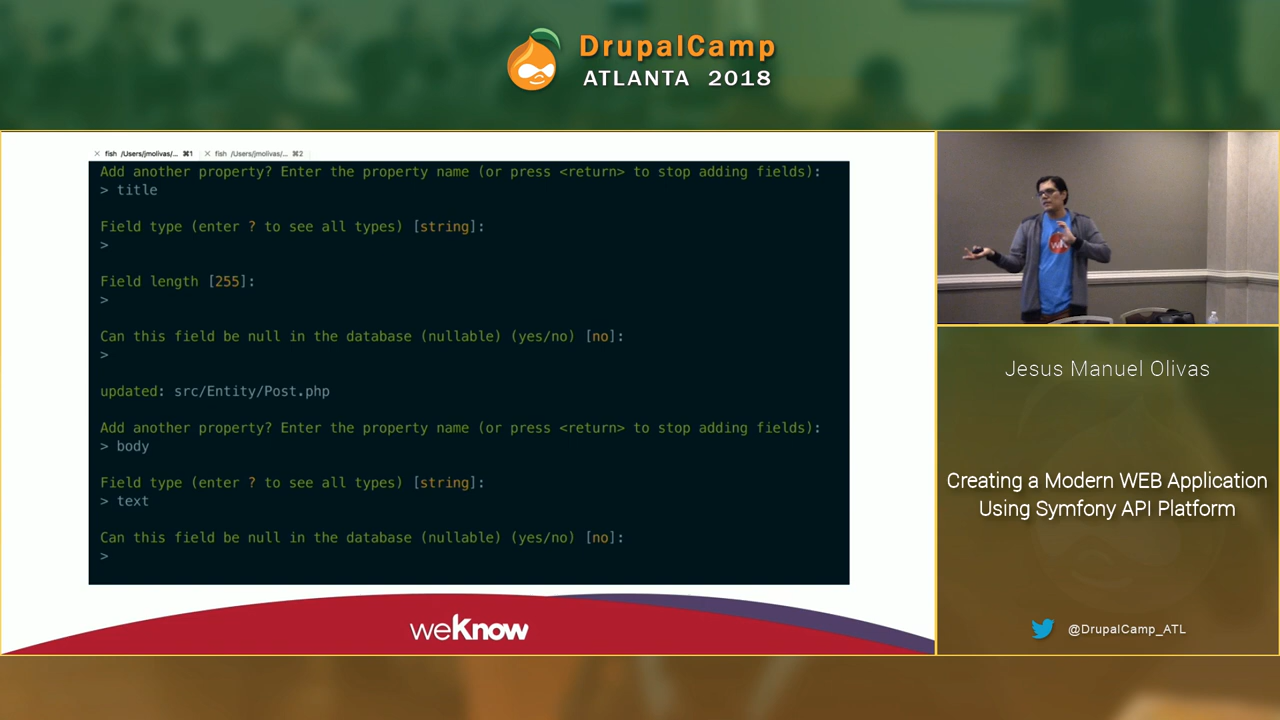 DrupalCamp
ATLANTA 2018
fish /Users/jmolivas/... ⌘1
fish /Users/jmolivas/... ⌘2
Add another property? Enter the property name (or press <return> to stop adding fields):
> title
Field type (enter ? to see all types) [string]:
>
Field length [255]:
>
Can this field be null in the database (nullable) (yes/no) [no]:
>
updated: src/Entity/Post.php
Add another property? Enter the property name (or press <return> to stop adding fields):
> body
Field type (enter ? to see all types) [string]:
> text
Can this field be null in the database (nullable) (yes/no) [no]:
>
weKnow
Jesus Manuel Olivas
Creating a Modern WEB Application
Using Symfony API Platform
@DrupalCamp_ATL